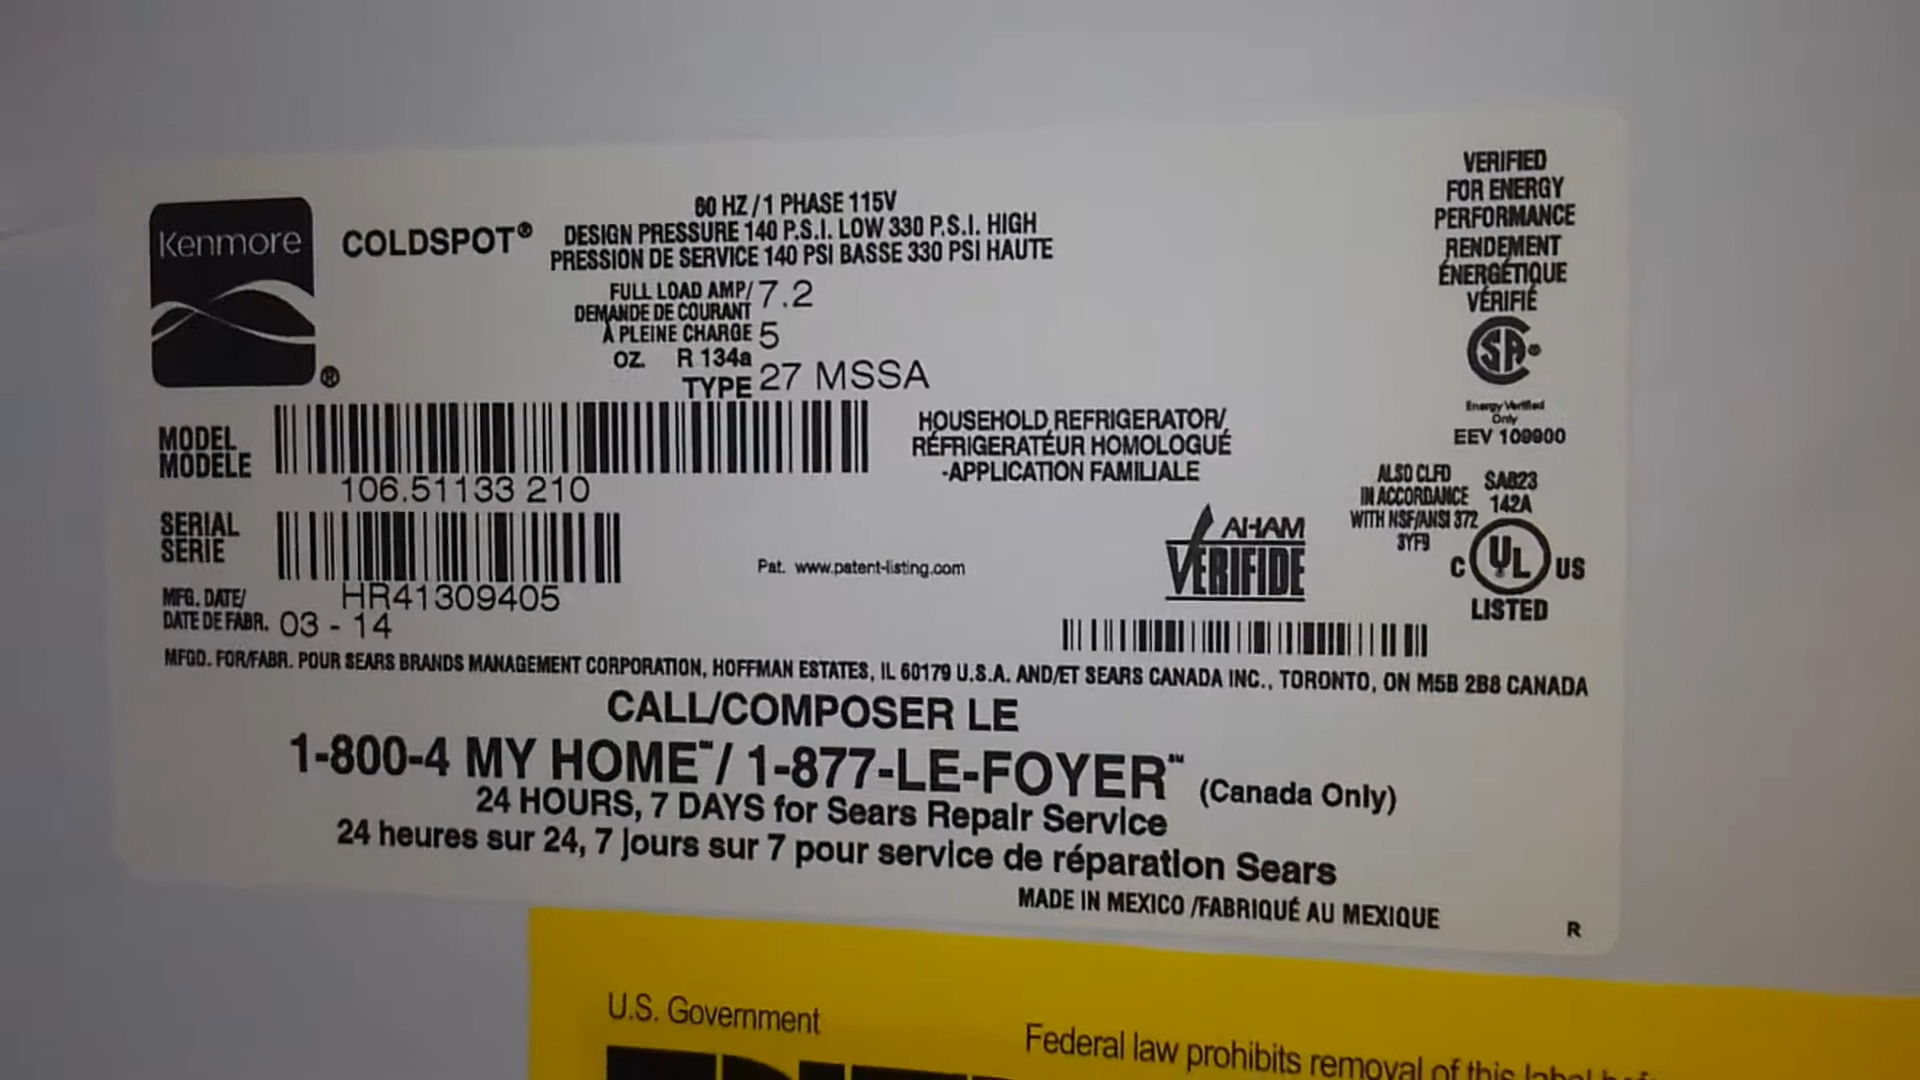 60 HZ / 1 PHASE 115V
Kenmore
®
COLDSPOT®
DESIGN PRESSURE 140 P.S.I. LOW 330 P.S.I. HIGH
PRESSION DE SERVICE 140 PSI BASSE 330 PSI HAUTE
FULL LOAD AMP/ 7.2
DEMANDE DE COURANT
À PLEINE CHARGE 5
OZ. R 134a
TYPE 27 MSSA
MODEL
MODELE
106.51133 210
SERIAL
SERIE
HR41309405
MFG. DATE/
DATE DE FABR. 03 - 14
HOUSEHOLD REFRIGERATOR/
RÉFRIGERATÉUR HOMOLOGUÉ
-APPLICATION FAMILIALE
Pat. www.patent-listing.com
AHAM
VERIFIDE
VERIFIED
FOR ENERGY
PERFORMANCE
RENDEMENT
ÉNERGÉTIQUE
VÉRIFIÉ
SA®
Energy Verified
Only
EEV 109900
ALSO CLFD
IN ACCORDANCE
WITH NSF/ANSI 372
3YF9
SA823
142A
C UL US
LISTED
MFGD. FOR/FABR. POUR SEARS BRANDS MANAGEMENT CORPORATION, HOFFMAN ESTATES, IL 60179 U.S.A. AND/ET SEARS CANADA INC., TORONTO, ON M5B 2B8 CANADA
CALL/COMPOSER LE
1-800-4 MY HOME℠/ 1-877-LE-FOYER™ (Canada Only)
24 HOURS, 7 DAYS for Sears Repair Service
24 heures sur 24, 7 jours sur 7 pour service de réparation Sears
MADE IN MEXICO /FABRIQUÉ AU MEXIQUE
R
U.S. Government
Federal law prohibits removal of this label